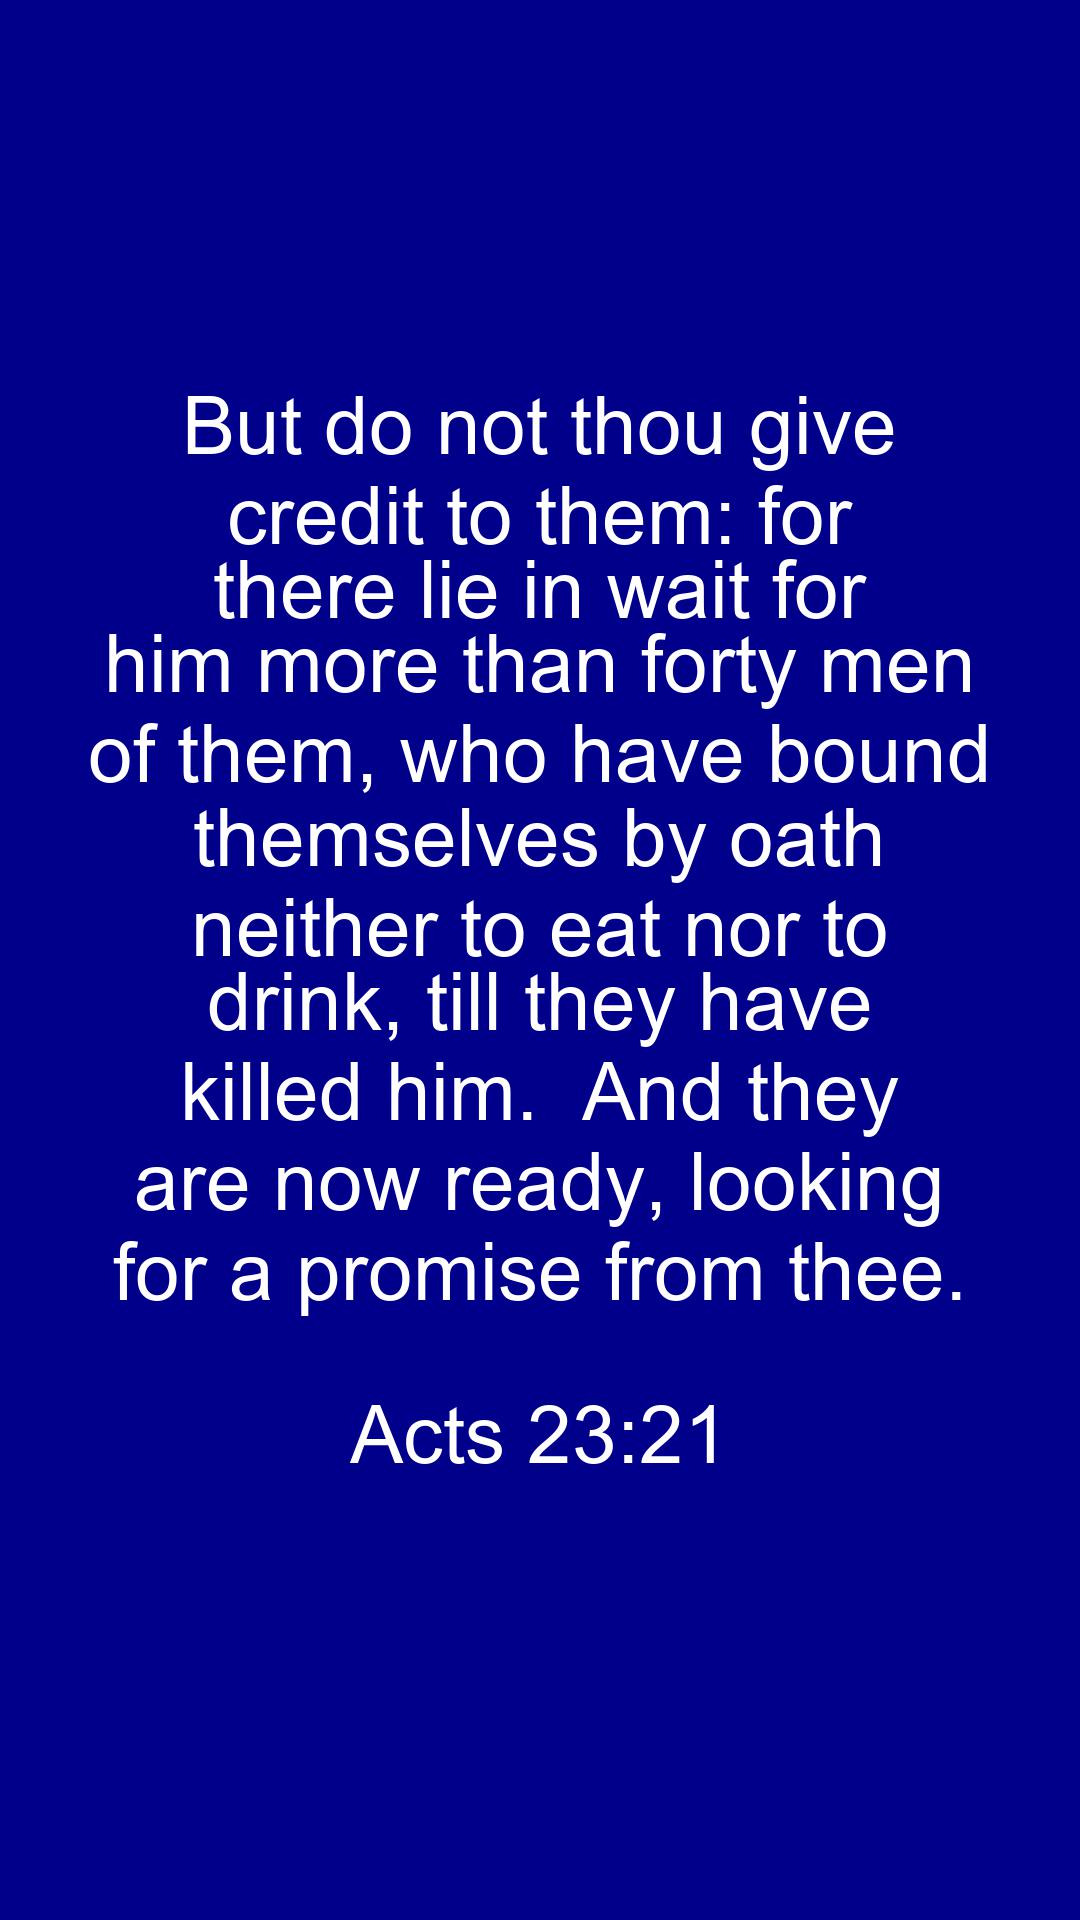 But do not thou give
credit to them: for
there lie in wait for
him more than forty men
of them, who have bound
themselves by oath
neither to eat nor to
drink, till they have
killed him.  And they
are now ready, looking
for a promise from thee.
Acts 23:21